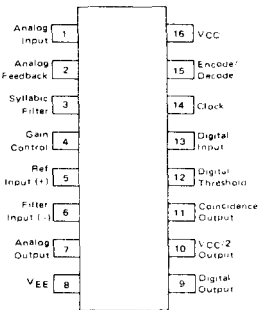 Analog
Input
1
16
VCC
Analog
Feedback
2
15
Encode/
Decode
Syllabic
Filter
3
14
Clock
Gain
Control
4
13
Digital
Input
Ref
Input (+)
5
12
Digital
Threshold
Filter
Input (-)
6
11
Coincidence
Output
Analog
Output
7
10
VCC/2
Output
VEE
8
9
Digital
Output